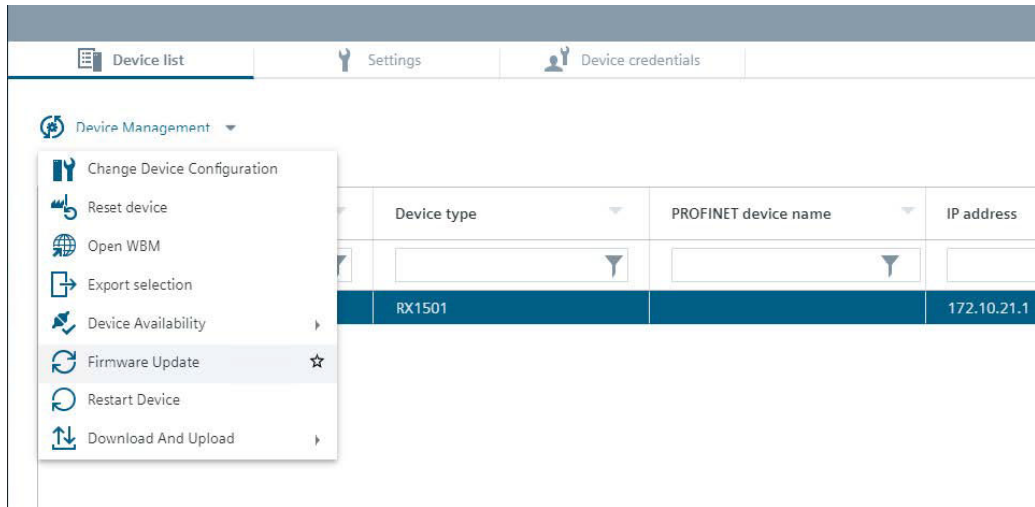 Device list
Settings
Device credentials
Device Management
Change Device Configuration
Reset device
Open WBM
Export selection
Device Availability
Firmware Update
Restart Device
Download And Upload
Device type
PROFINET device name
IP address
RX1501
172.10.21.1